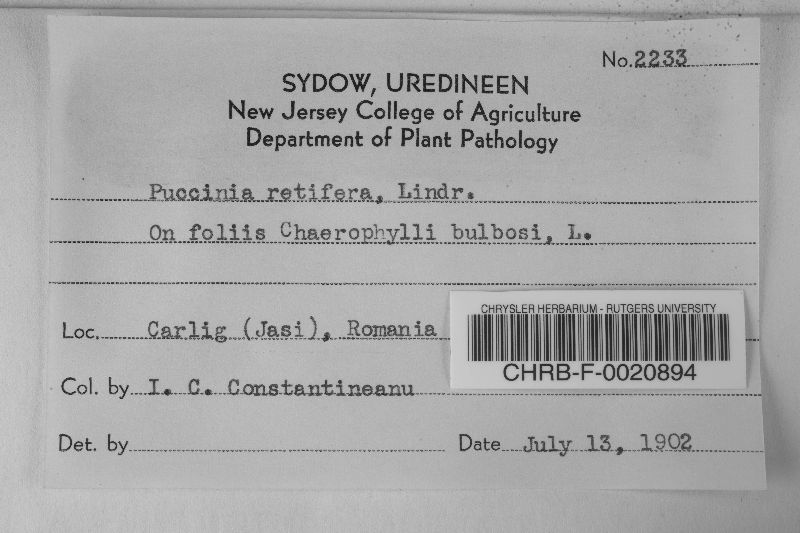 No. 2233
SYDOW, UREDINEEN
New Jersey College of Agriculture
Department of Plant Pathology
Puccinia retifera, Lindr.
On foliis Chaerophylli bulbosi, L.
Loc. Carlig (Jasi), Romania
CHRYSLER HERBARIUM - RUTGERS UNIVERSITY
CHRB-F-0020894
Col. by I. C. Constantineanu
Det. by
Date July 13, 1902